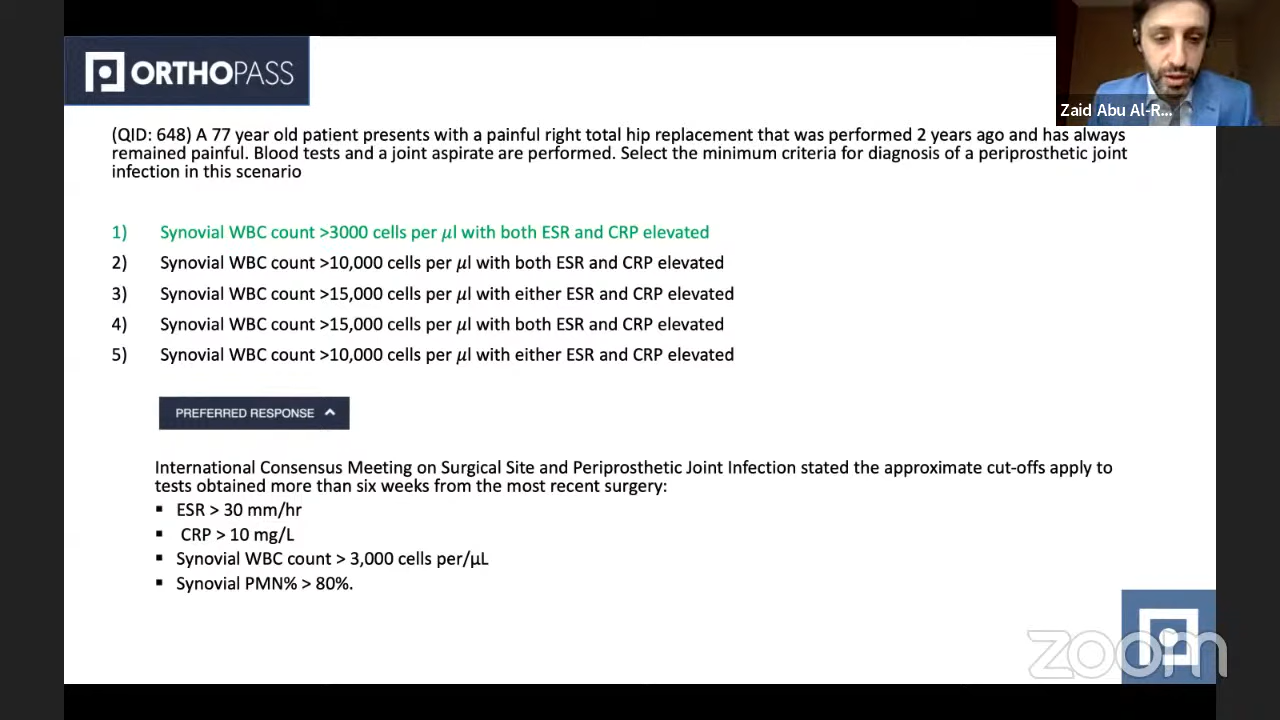 ORTHOPASS
Zaid Abu Al-R...
(QID: 648) A 77 year old patient presents with a painful right total hip replacement that was performed 2 years ago and has always
remained painful. Blood tests and a joint aspirate are performed. Select the minimum criteria for diagnosis of a periprosthetic joint
infection in this scenario
1) Synovial WBC count >3000 cells per 𝜇l with both ESR and CRP elevated
2) Synovial WBC count >10,000 cells per 𝜇l with both ESR and CRP elevated
3) Synovial WBC count >15,000 cells per 𝜇l with either ESR and CRP elevated
4) Synovial WBC count >15,000 cells per 𝜇l with both ESR and CRP elevated
5) Synovial WBC count >10,000 cells per 𝜇l with either ESR and CRP elevated
PREFERRED RESPONSE
International Consensus Meeting on Surgical Site and Periprosthetic Joint Infection stated the approximate cut-offs apply to
tests obtained more than six weeks from the most recent surgery:
▪ ESR > 30 mm/hr
▪ CRP > 10 mg/L
▪ Synovial WBC count > 3,000 cells per/μL
▪ Synovial PMN% > 80%.
zoom